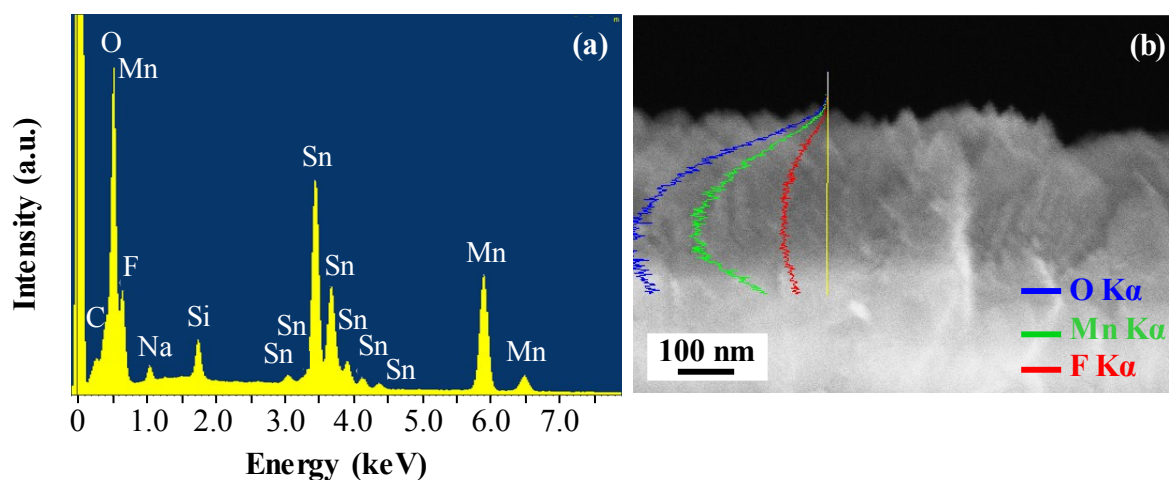 (a)
O
Mn
F
C
Na
Si
Sn
Sn
Sn
Sn
Sn
Sn
Sn
Mn
Mn
Intensity (a.u.)
0 1.0 2.0 3.0 4.0 5.0 6.0 7.0
Energy (keV)
(b)
O Kα
Mn Kα
F Kα
100 nm